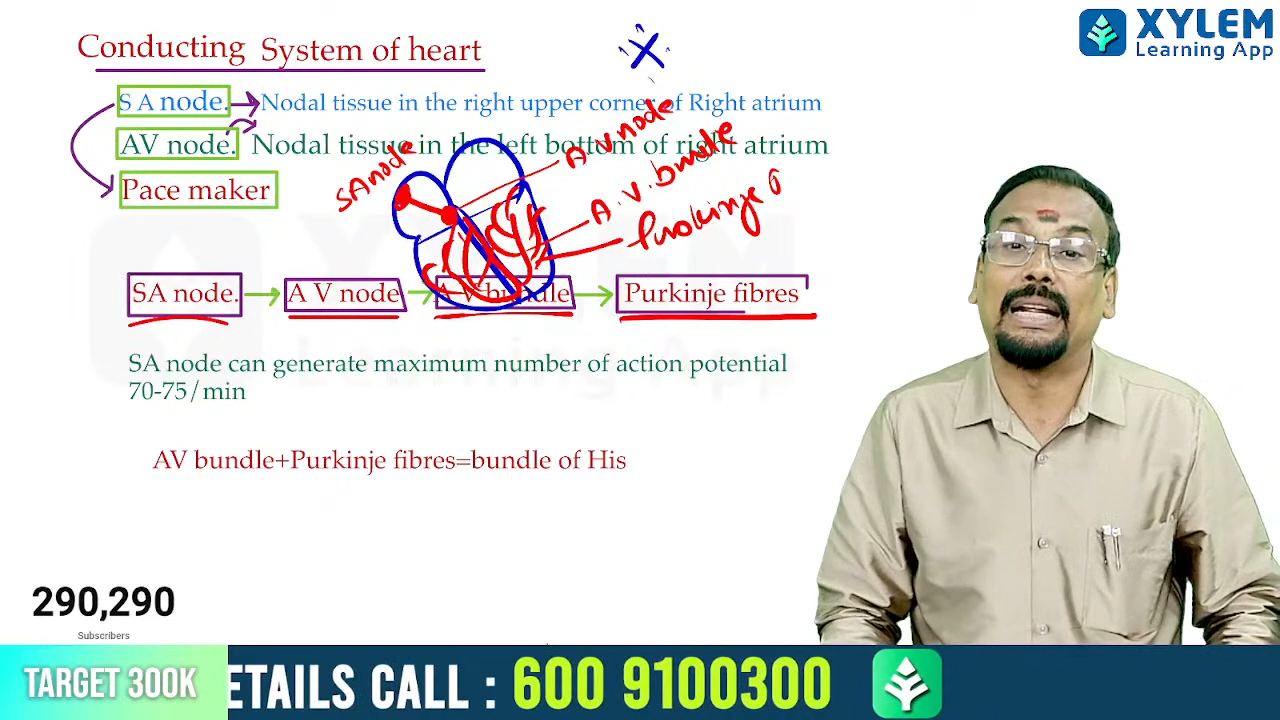 Conducting System of heart
XYLEM
Learning App
S A node. Nodal tissue in the right upper corner of Right atrium
AV node. Nodal tissue in the left bottom of right atrium
Pace maker
SA node
A.V node
A.V. bundle
Purkinje f
SA node. A V node A V bundle Purkinje fibres
SA node can generate maximum number of action potential
70-75/min
AV bundle+Purkinje fibres=bundle of His
290,290
Subscribers
TARGET 300K
ETAILS CALL : 600 9100300
Learning App